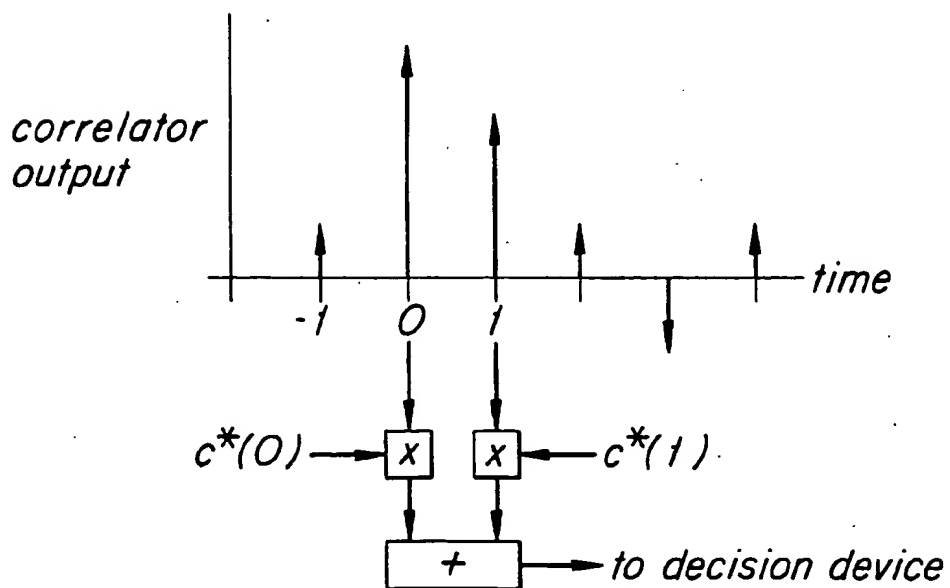 correlator
output
time
-1 0 1
c*(0) x x c*(1)
+ to decision device